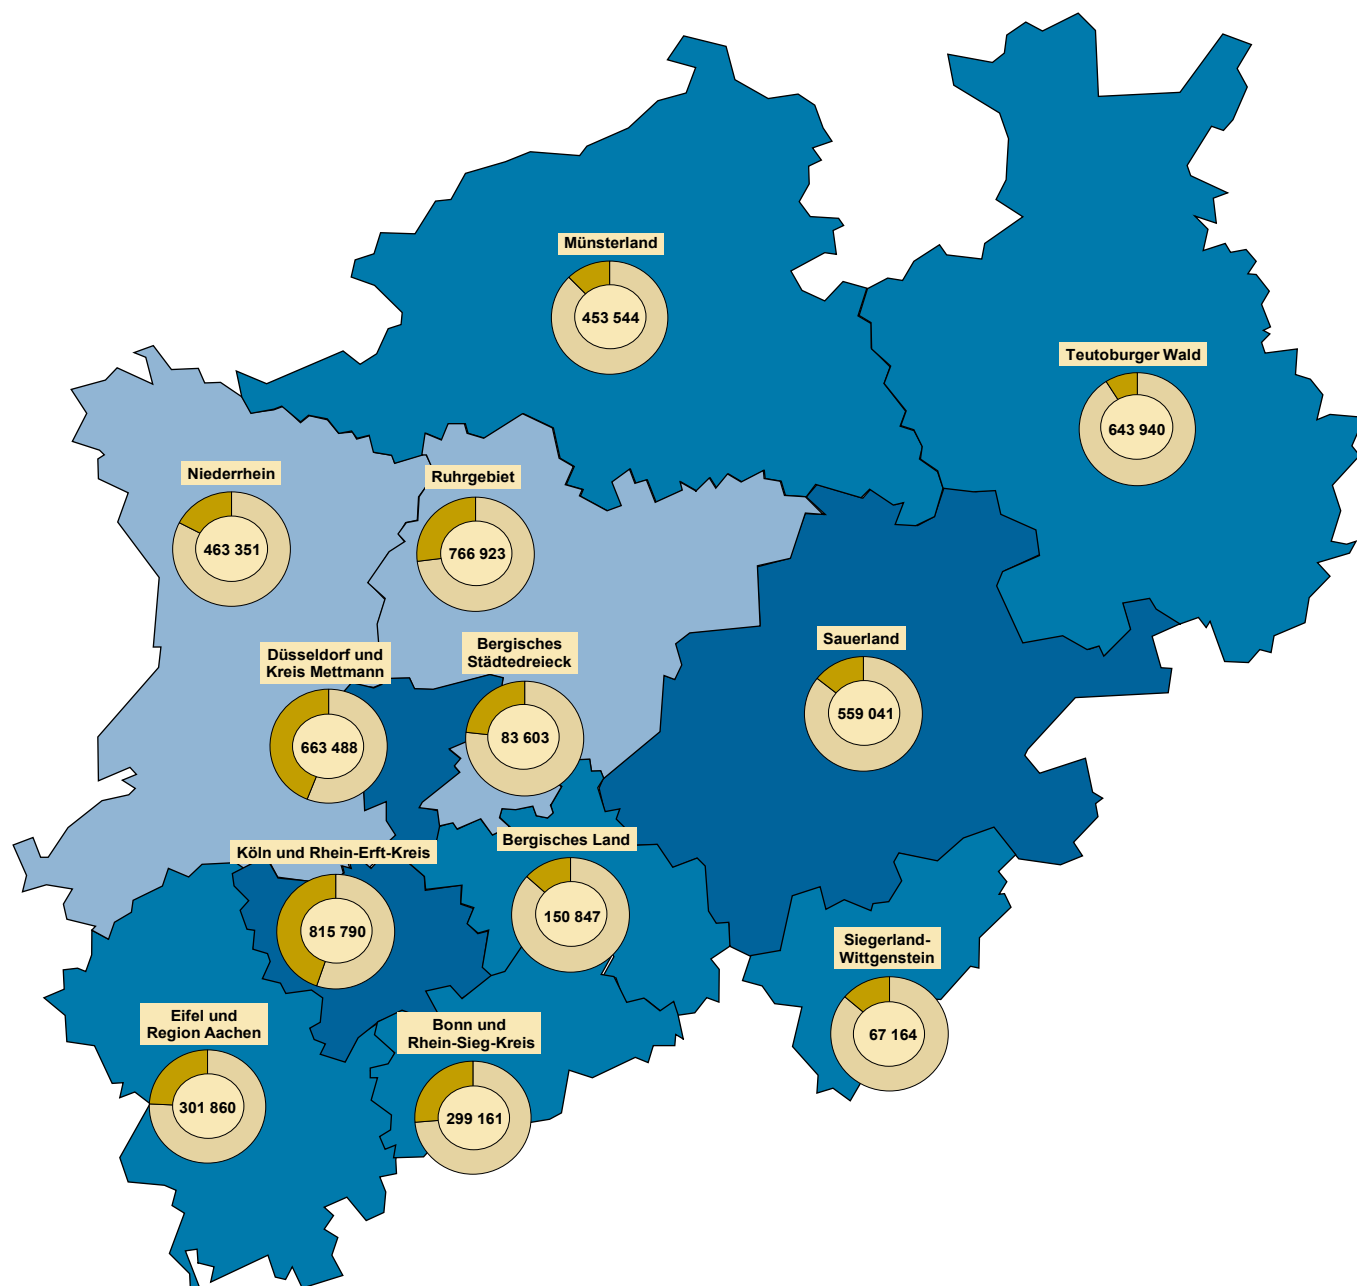 Münsterland
453 544
Teutoburger Wald
643 940
Niederrhein
463 351
Ruhrgebiet
766 923
Düsseldorf und
Kreis Mettmann
663 488
Bergisches
Städtedreieck
83 603
Sauerland
559 041
Köln und Rhein-Erft-Kreis
815 790
Bergisches Land
150 847
Siegerland-
Wittgenstein
67 164
Eifel und
Region Aachen
301 860
Bonn und
Rhein-Sieg-Kreis
299 161